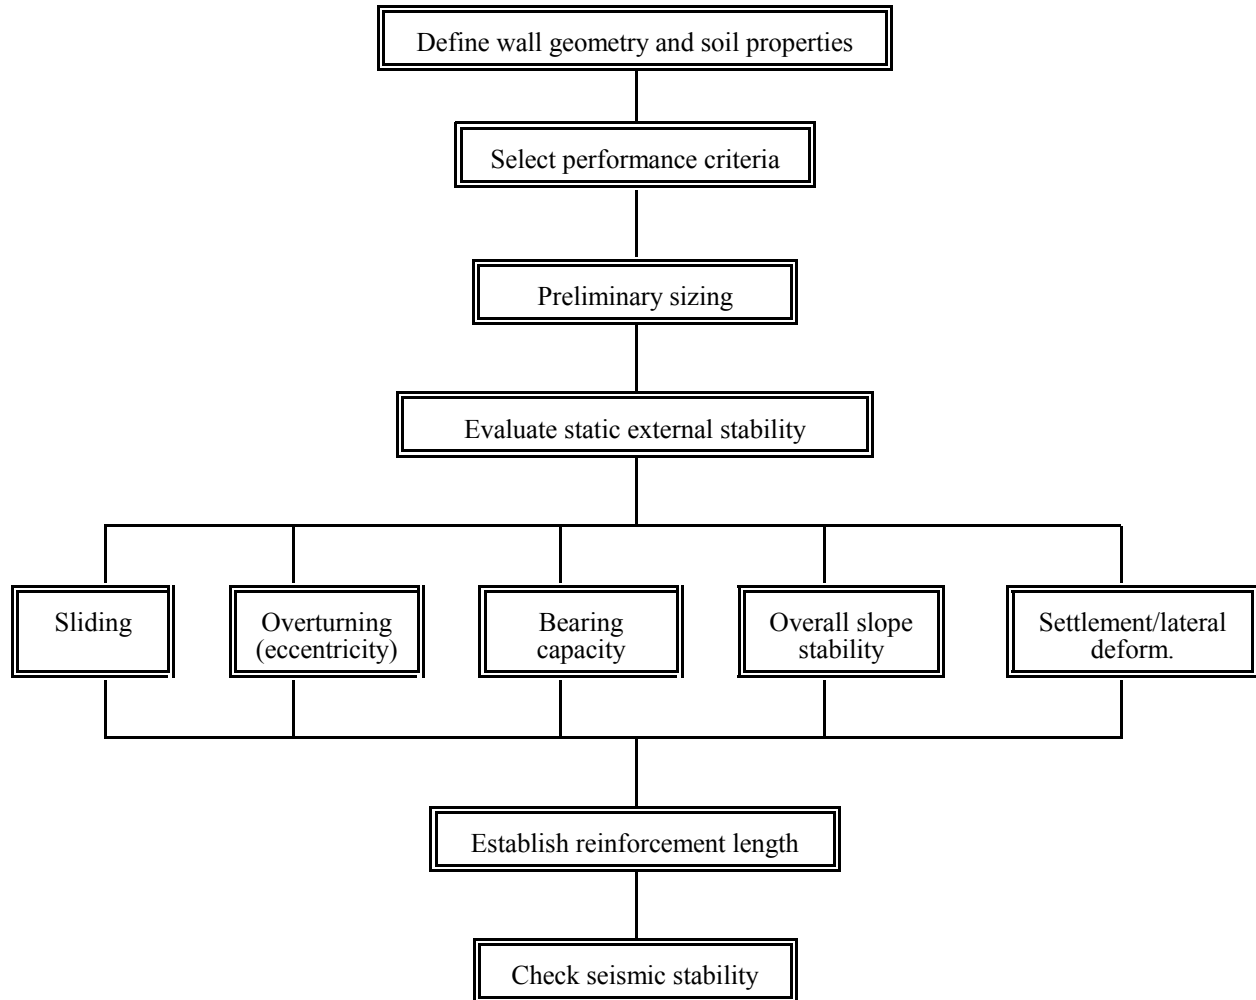 Define wall geometry and soil properties
Select performance criteria
Preliminary sizing
Evaluate static external stability
Sliding
Overturning
(eccentricity)
Bearing
capacity
Overall slope
stability
Settlement/lateral
deform.
Establish reinforcement length
Check seismic stability